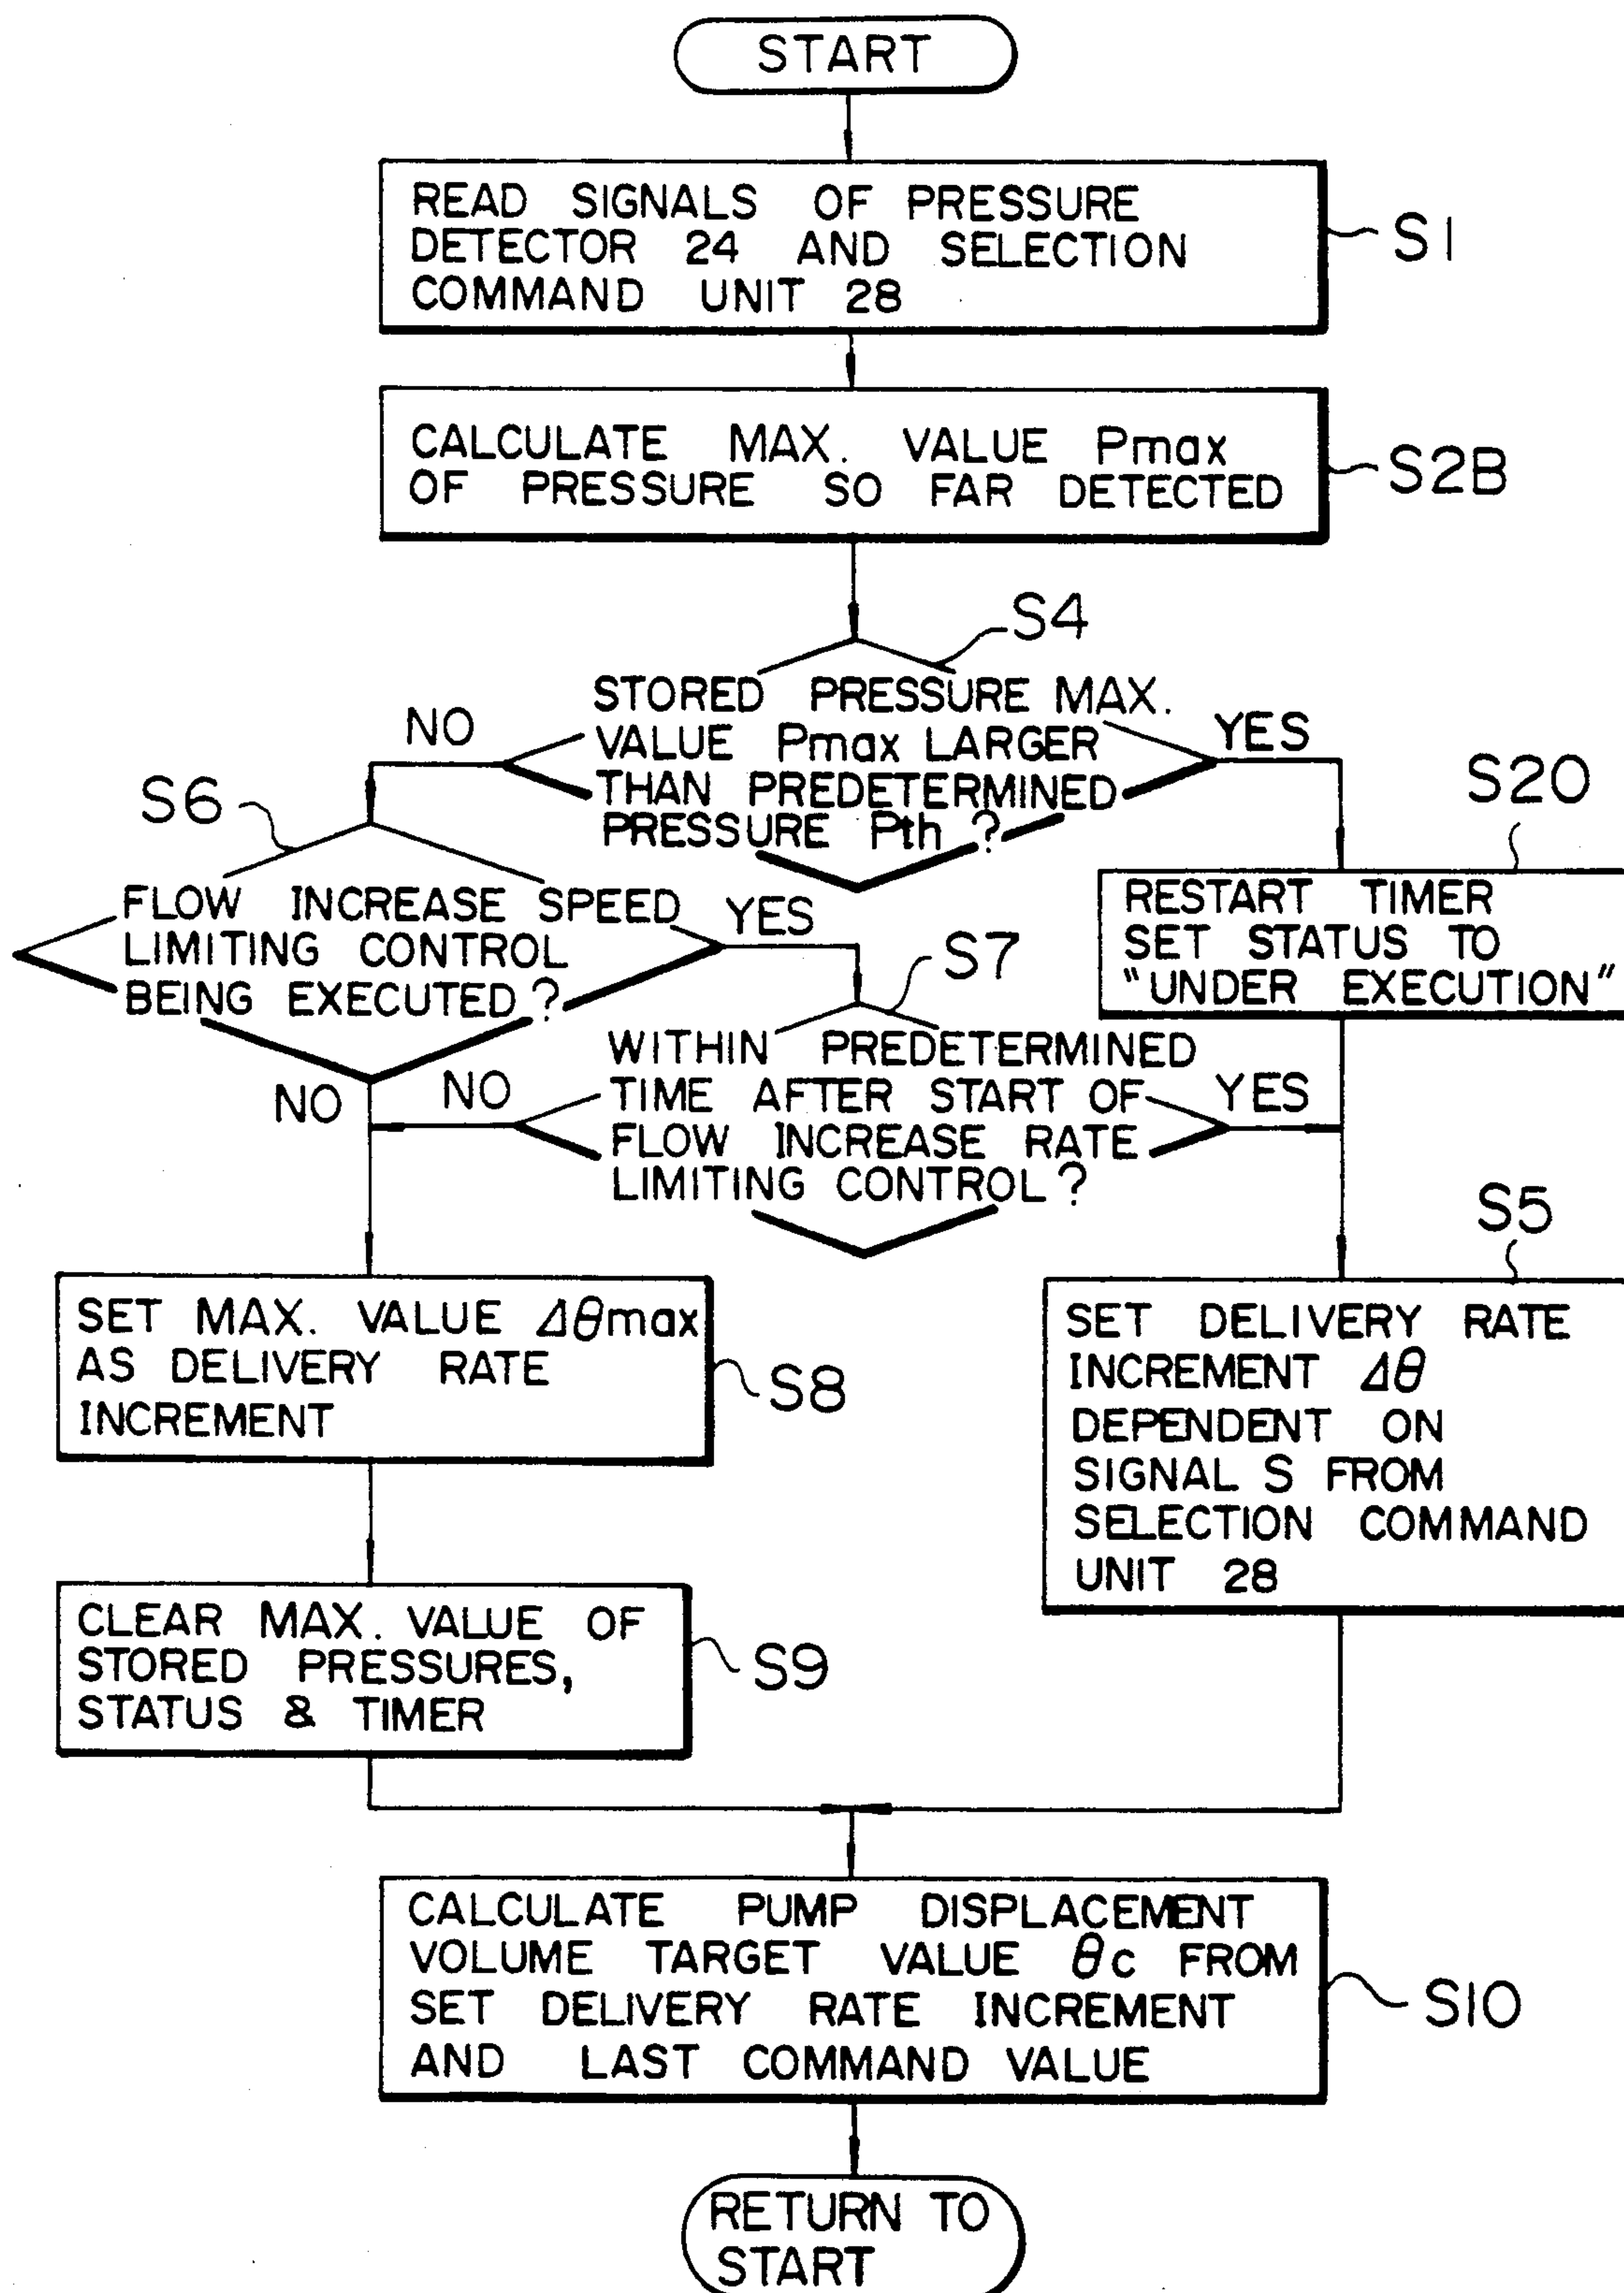 START
READ SIGNALS OF PRESSURE
DETECTOR 24 AND SELECTION
COMMAND UNIT 28
S1
CALCULATE MAX. VALUE Pmax
OF PRESSURE SO FAR DETECTED
S2B
S4
STORED PRESSURE MAX.
VALUE Pmax LARGER
THAN PREDETERMINED
PRESSURE Pth ?
NO
YES
S6
FLOW INCREASE SPEED
LIMITING CONTROL
BEING EXECUTED ?
YES
NO
S20
RESTART TIMER
SET STATUS TO
"UNDER EXECUTION"
S7
WITHIN PREDETERMINED
TIME AFTER START OF
FLOW INCREASE RATE
LIMITING CONTROL ?
NO
YES
SET MAX. VALUE Δθmax
AS DELIVERY RATE
INCREMENT
S8
S5
SET DELIVERY RATE
INCREMENT Δθ
DEPENDENT ON
SIGNAL S FROM
SELECTION COMMAND
UNIT 28
CLEAR MAX. VALUE OF
STORED PRESSURES,
STATUS & TIMER
S9
CALCULATE PUMP DISPLACEMENT
VOLUME TARGET VALUE θc FROM
SET DELIVERY RATE INCREMENT
AND LAST COMMAND VALUE
S10
RETURN TO
START